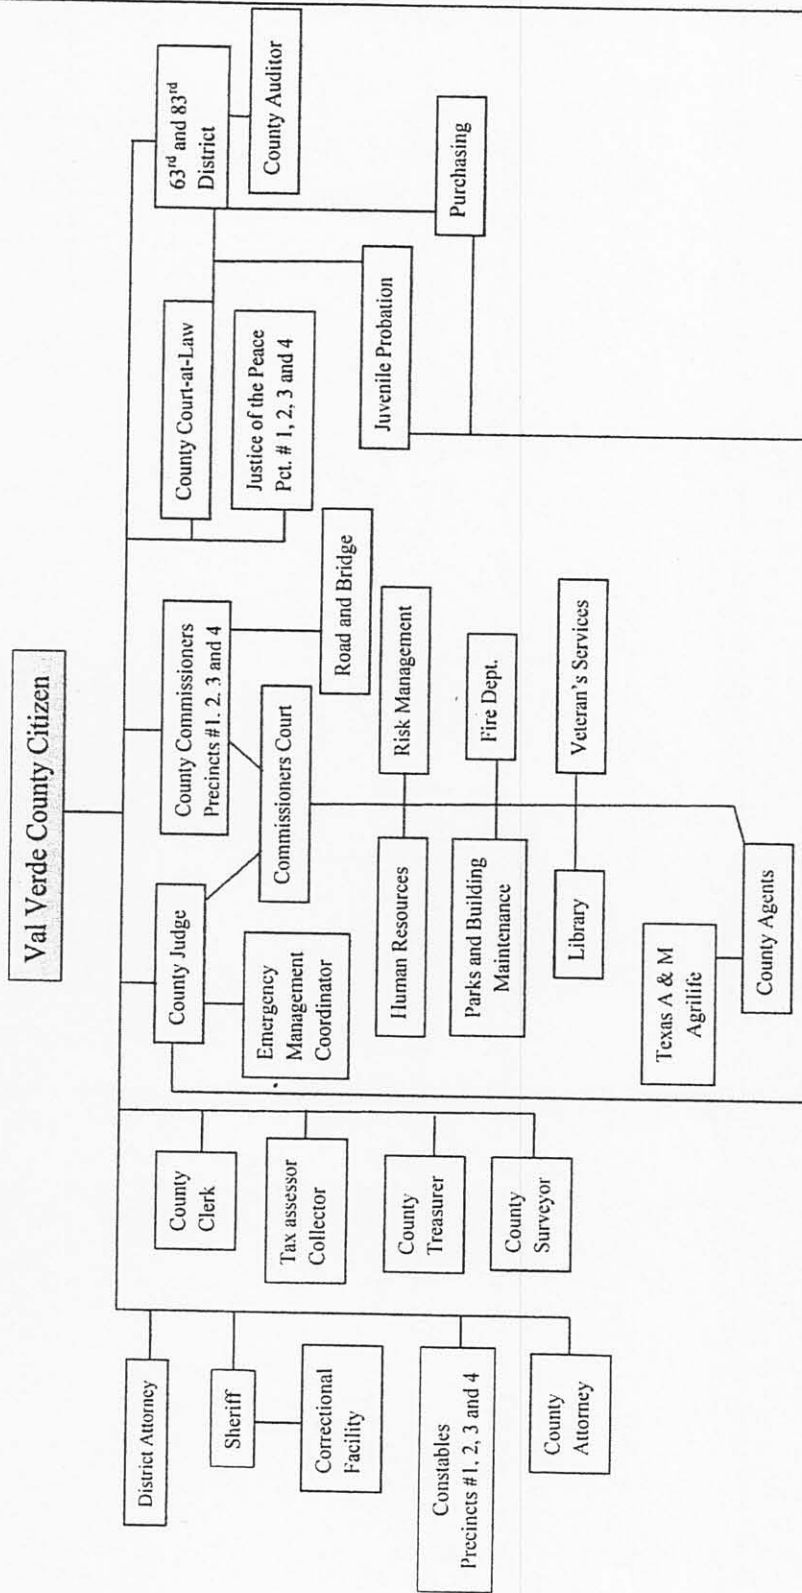 Val Verde County Citizen
District Attorney
Sheriff
Correctional
Facility
Constables
Precincts #1, 2, 3 and 4
County
Attorney
County
Clerk
Tax assessor
Collector
County
Treasurer
County
Surveyor
County Judge
Emergency
Management
Coordinator
County Commissioners
Precincts #1, 2, 3 and 4
Commissioners Court
Road and Bridge
Human Resources
Risk Management
Parks and Building
Maintenance
Fire Dept.
Library
Veteran's Services
Texas A & M
Agrilife
County Agents
County Court-at-Law
Justice of the Peace
Pct. # 1, 2, 3 and 4
Juvenile Probation
63rd and 83rd
District
County Auditor
Purchasing